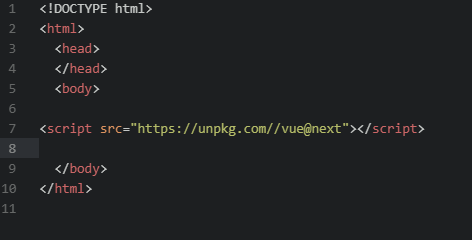 1 <!DOCTYPE html>
2 <html>
3   <head>
4   </head>
5   <body>
6
7 <script src="https://unpkg.com//vue@next"></script>
8
9   </body>
10 </html>
11